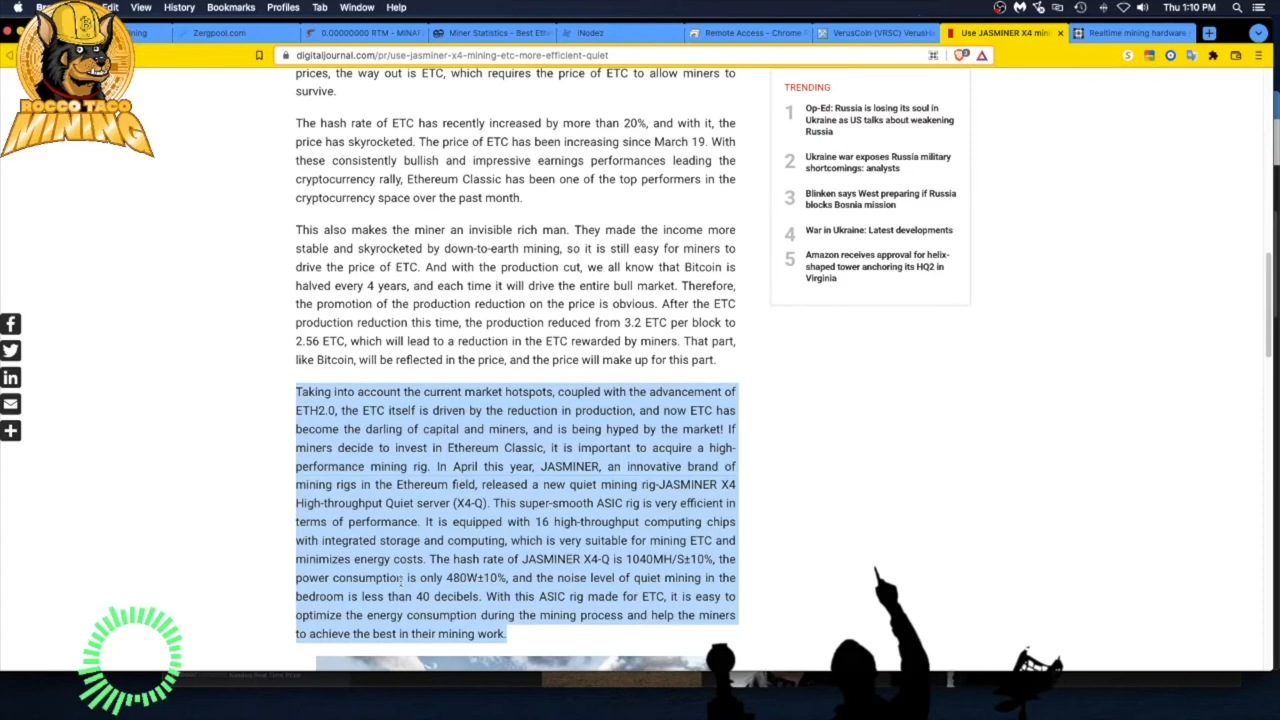 Edit View History Bookmarks Profiles Tab Window Help
Thu 1:10 PM
ning
Zergpool.com
0.00000000 RTM - MINAF
Miner Statistics - Best Eth
iNodez
Remote Access - Chrome R
VerusCoin (VRSC) VerusHa
Use JASMINER X4 mini
Realtime mining hardware
digitaljournal.com/pr/use-jasminer-x4-mining-etc-more-efficient-quiet
ROCCO TACO
MINING
prices, the way out is ETC, which requires the price of ETC to allow miners to
survive.
The hash rate of ETC has recently increased by more than 20%, and with it, the
price has skyrocketed. The price of ETC has been increasing since March 19. With
these consistently bullish and impressive earnings performances leading the
cryptocurrency rally, Ethereum Classic has been one of the top performers in the
cryptocurrency space over the past month.
This also makes the miner an invisible rich man. They made the income more
stable and skyrocketed by down-to-earth mining, so it is still easy for miners to
drive the price of ETC. And with the production cut, we all know that Bitcoin is
halved every 4 years, and each time it will drive the entire bull market. Therefore,
the promotion of the production reduction on the price is obvious. After the ETC
production reduction this time, the production reduced from 3.2 ETC per block to
2.56 ETC, which will lead to a reduction in the ETC rewarded by miners. That part,
like Bitcoin, will be reflected in the price, and the price will make up for this part.
Taking into account the current market hotspots, coupled with the advancement of
ETH2.0, the ETC itself is driven by the reduction in production, and now ETC has
become the darling of capital and miners, and is being hyped by the market! If
miners decide to invest in Ethereum Classic, it is important to acquire a high-
performance mining rig. In April this year, JASMINER, an innovative brand of
mining rigs in the Ethereum field, released a new quiet mining rig-JASMINER X4
High-throughput Quiet server (X4-Q). This super-smooth ASIC rig is very efficient in
terms of performance. It is equipped with 16 high-throughput computing chips
with integrated storage and computing, which is very suitable for mining ETC and
minimizes energy costs. The hash rate of JASMINER X4-Q is 1040MH/S±10%, the
power consumption is only 480W±10%, and the noise level of quiet mining in the
bedroom is less than 40 decibels. With this ASIC rig made for ETC, it is easy to
optimize the energy consumption during the mining process and help the miners
to achieve the best in their mining work.
TRENDING
1 Op-Ed: Russia is losing its soul in
Ukraine as US talks about weakening
Russia
2 Ukraine war exposes Russia military
shortcomings: analysts
3 Blinken says West preparing if Russia
blocks Bosnia mission
4 War in Ukraine: Latest developments
5 Amazon receives approval for helix-
shaped tower anchoring its HQ2 in
Virginia
Nasdaq Real Time Price